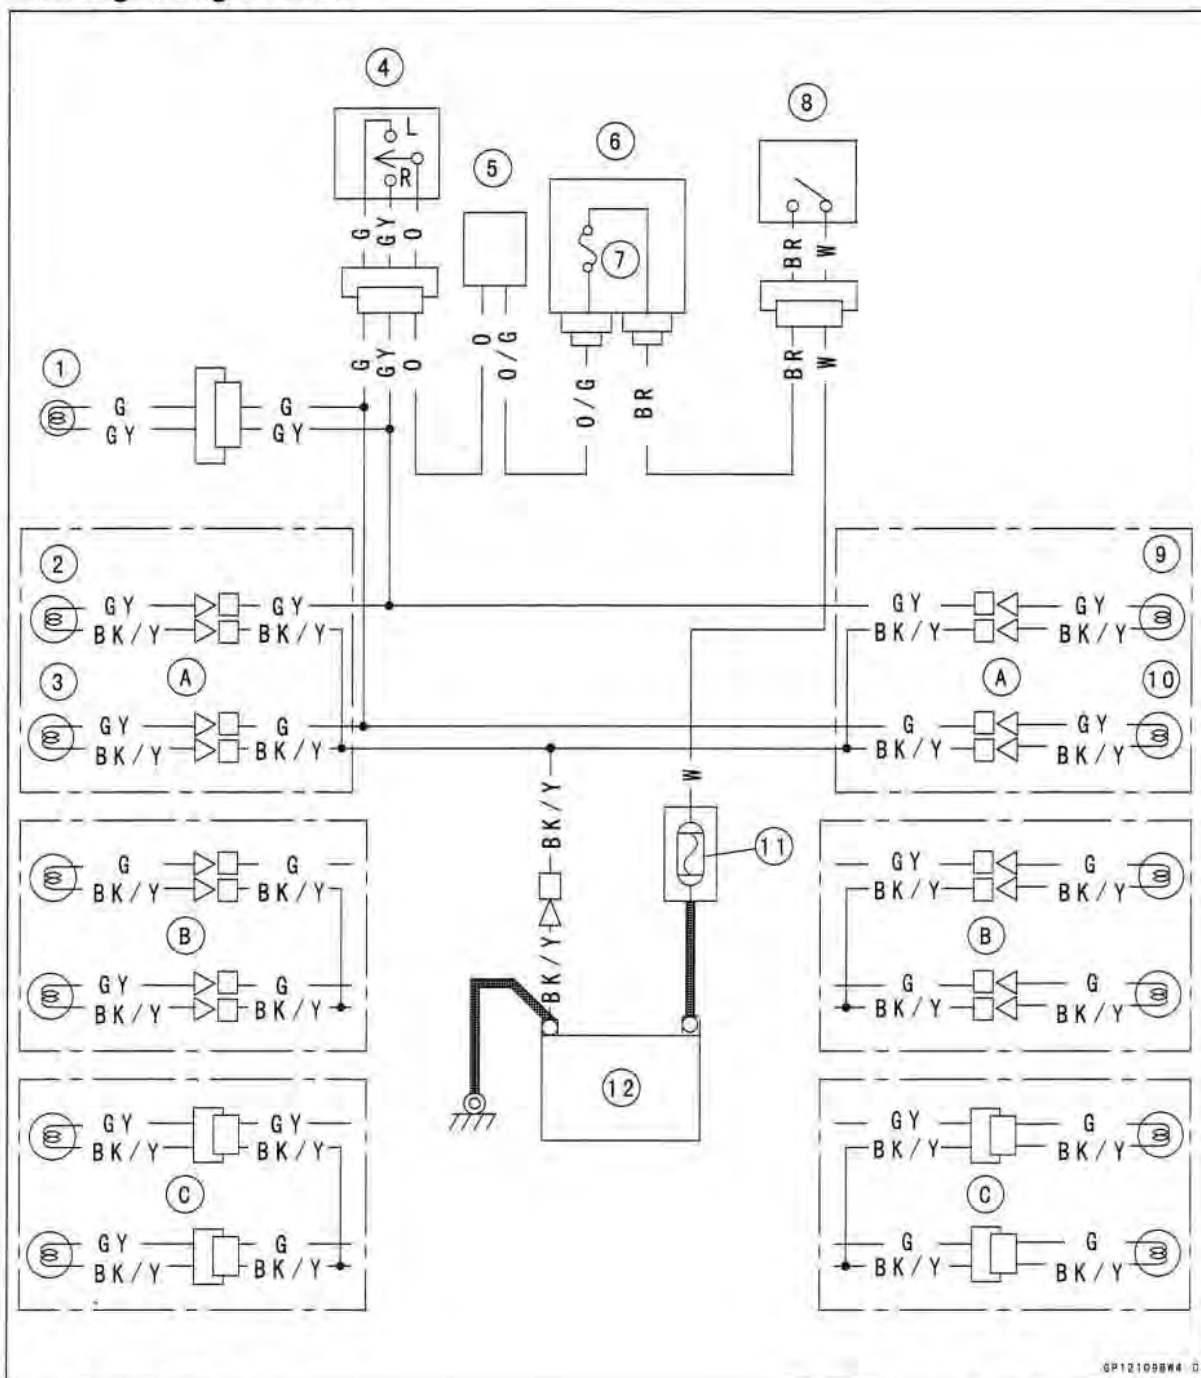 4
8
6
L
R
5
7
G GY O
BR W
O O/G
G GY O
BR W
1
G G
GY GY
O/G BR
2
9
GY GY GY GY
BK/Y BK/Y BK/Y BK/Y
3 A A 10
GY G G GY
BK/Y BK/Y BK/Y BK/Y
W
BK/Y
11
G G GY G
BK/Y BK/Y BK/Y BK/Y
B B
BK/Y
GY G G G
BK/Y BK/Y BK/Y BK/Y
12
GY GY GY G
BK/Y BK/Y BK/Y BK/Y
C C
GY G G G
BK/Y BK/Y BK/Y BK/Y
GP12109BW4 C